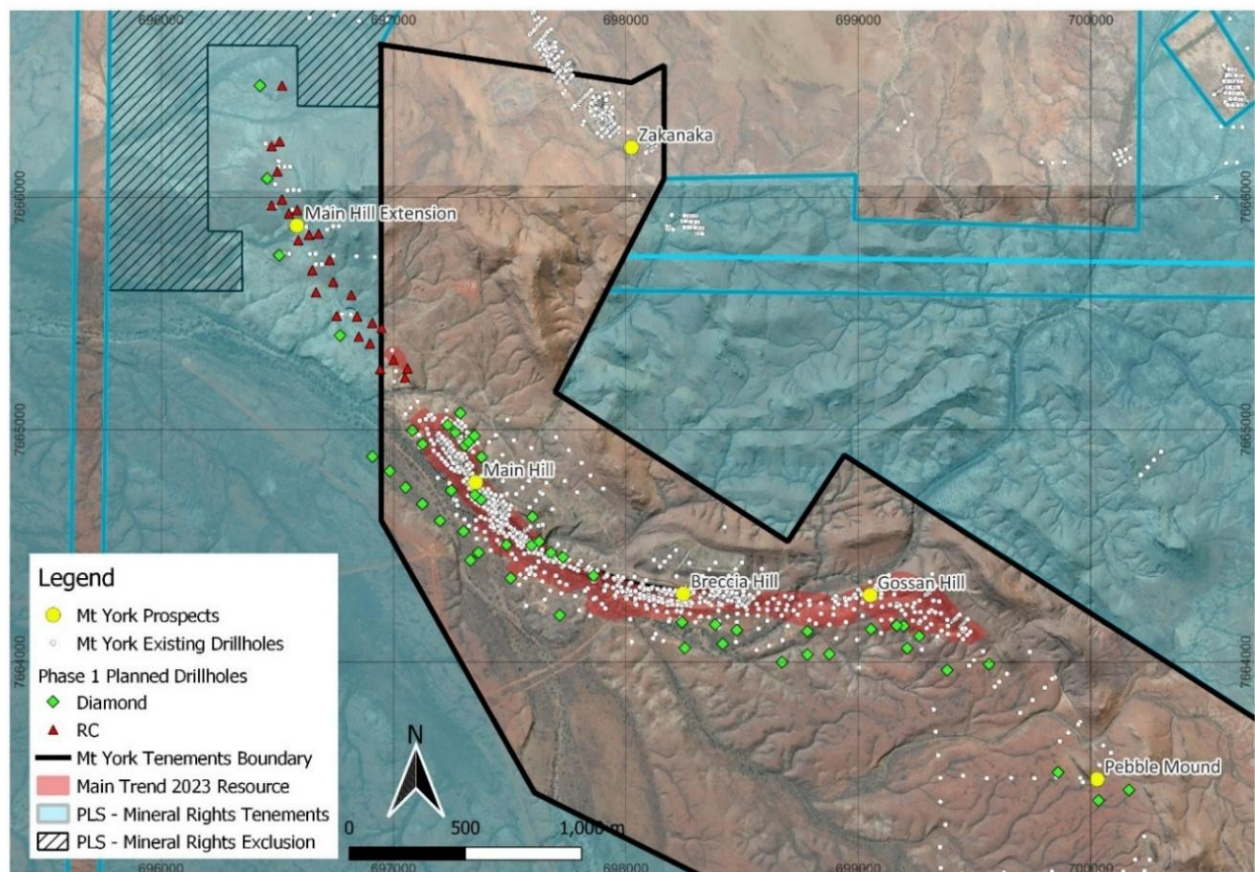 696000
697000
698000
699000
700000
Zakanaka
7666000
Main Hill Extension
7666000
7665000
7665000
Main Hill
Breccia Hill
Gossan Hill
7664000
7664000
Pebble Mound
Legend
Mt York Prospects
Mt York Existing Drillholes
Phase 1 Planned Drillholes
Diamond
RC
Mt York Tenements Boundary
Main Trend 2023 Resource
PLS - Mineral Rights Tenements
PLS - Mineral Rights Exclusion
N
0
500
1,000 m
696000
697000
698000
699000
700000